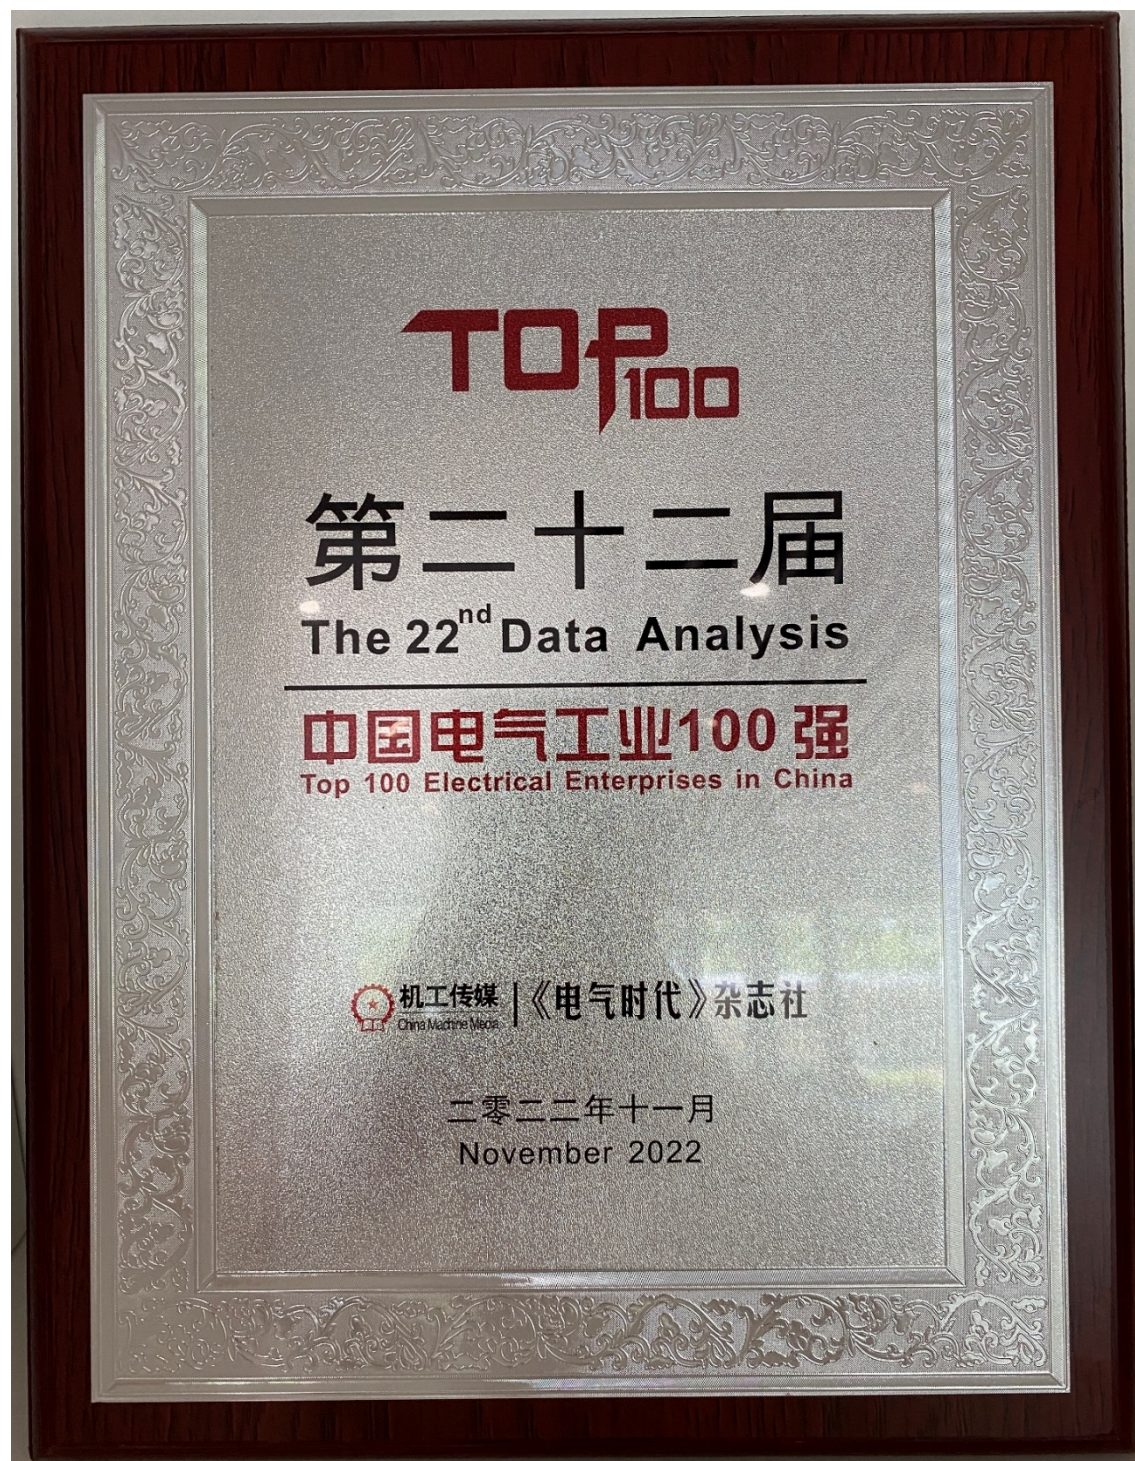 TOP100
第二十二届
The 22nd Data Analysis
中国电气工业100强
Top 100 Electrical Enterprises in China
机工传媒 |《电气时代》杂志社
China Machine Media
二零二二年十一月
November 2022